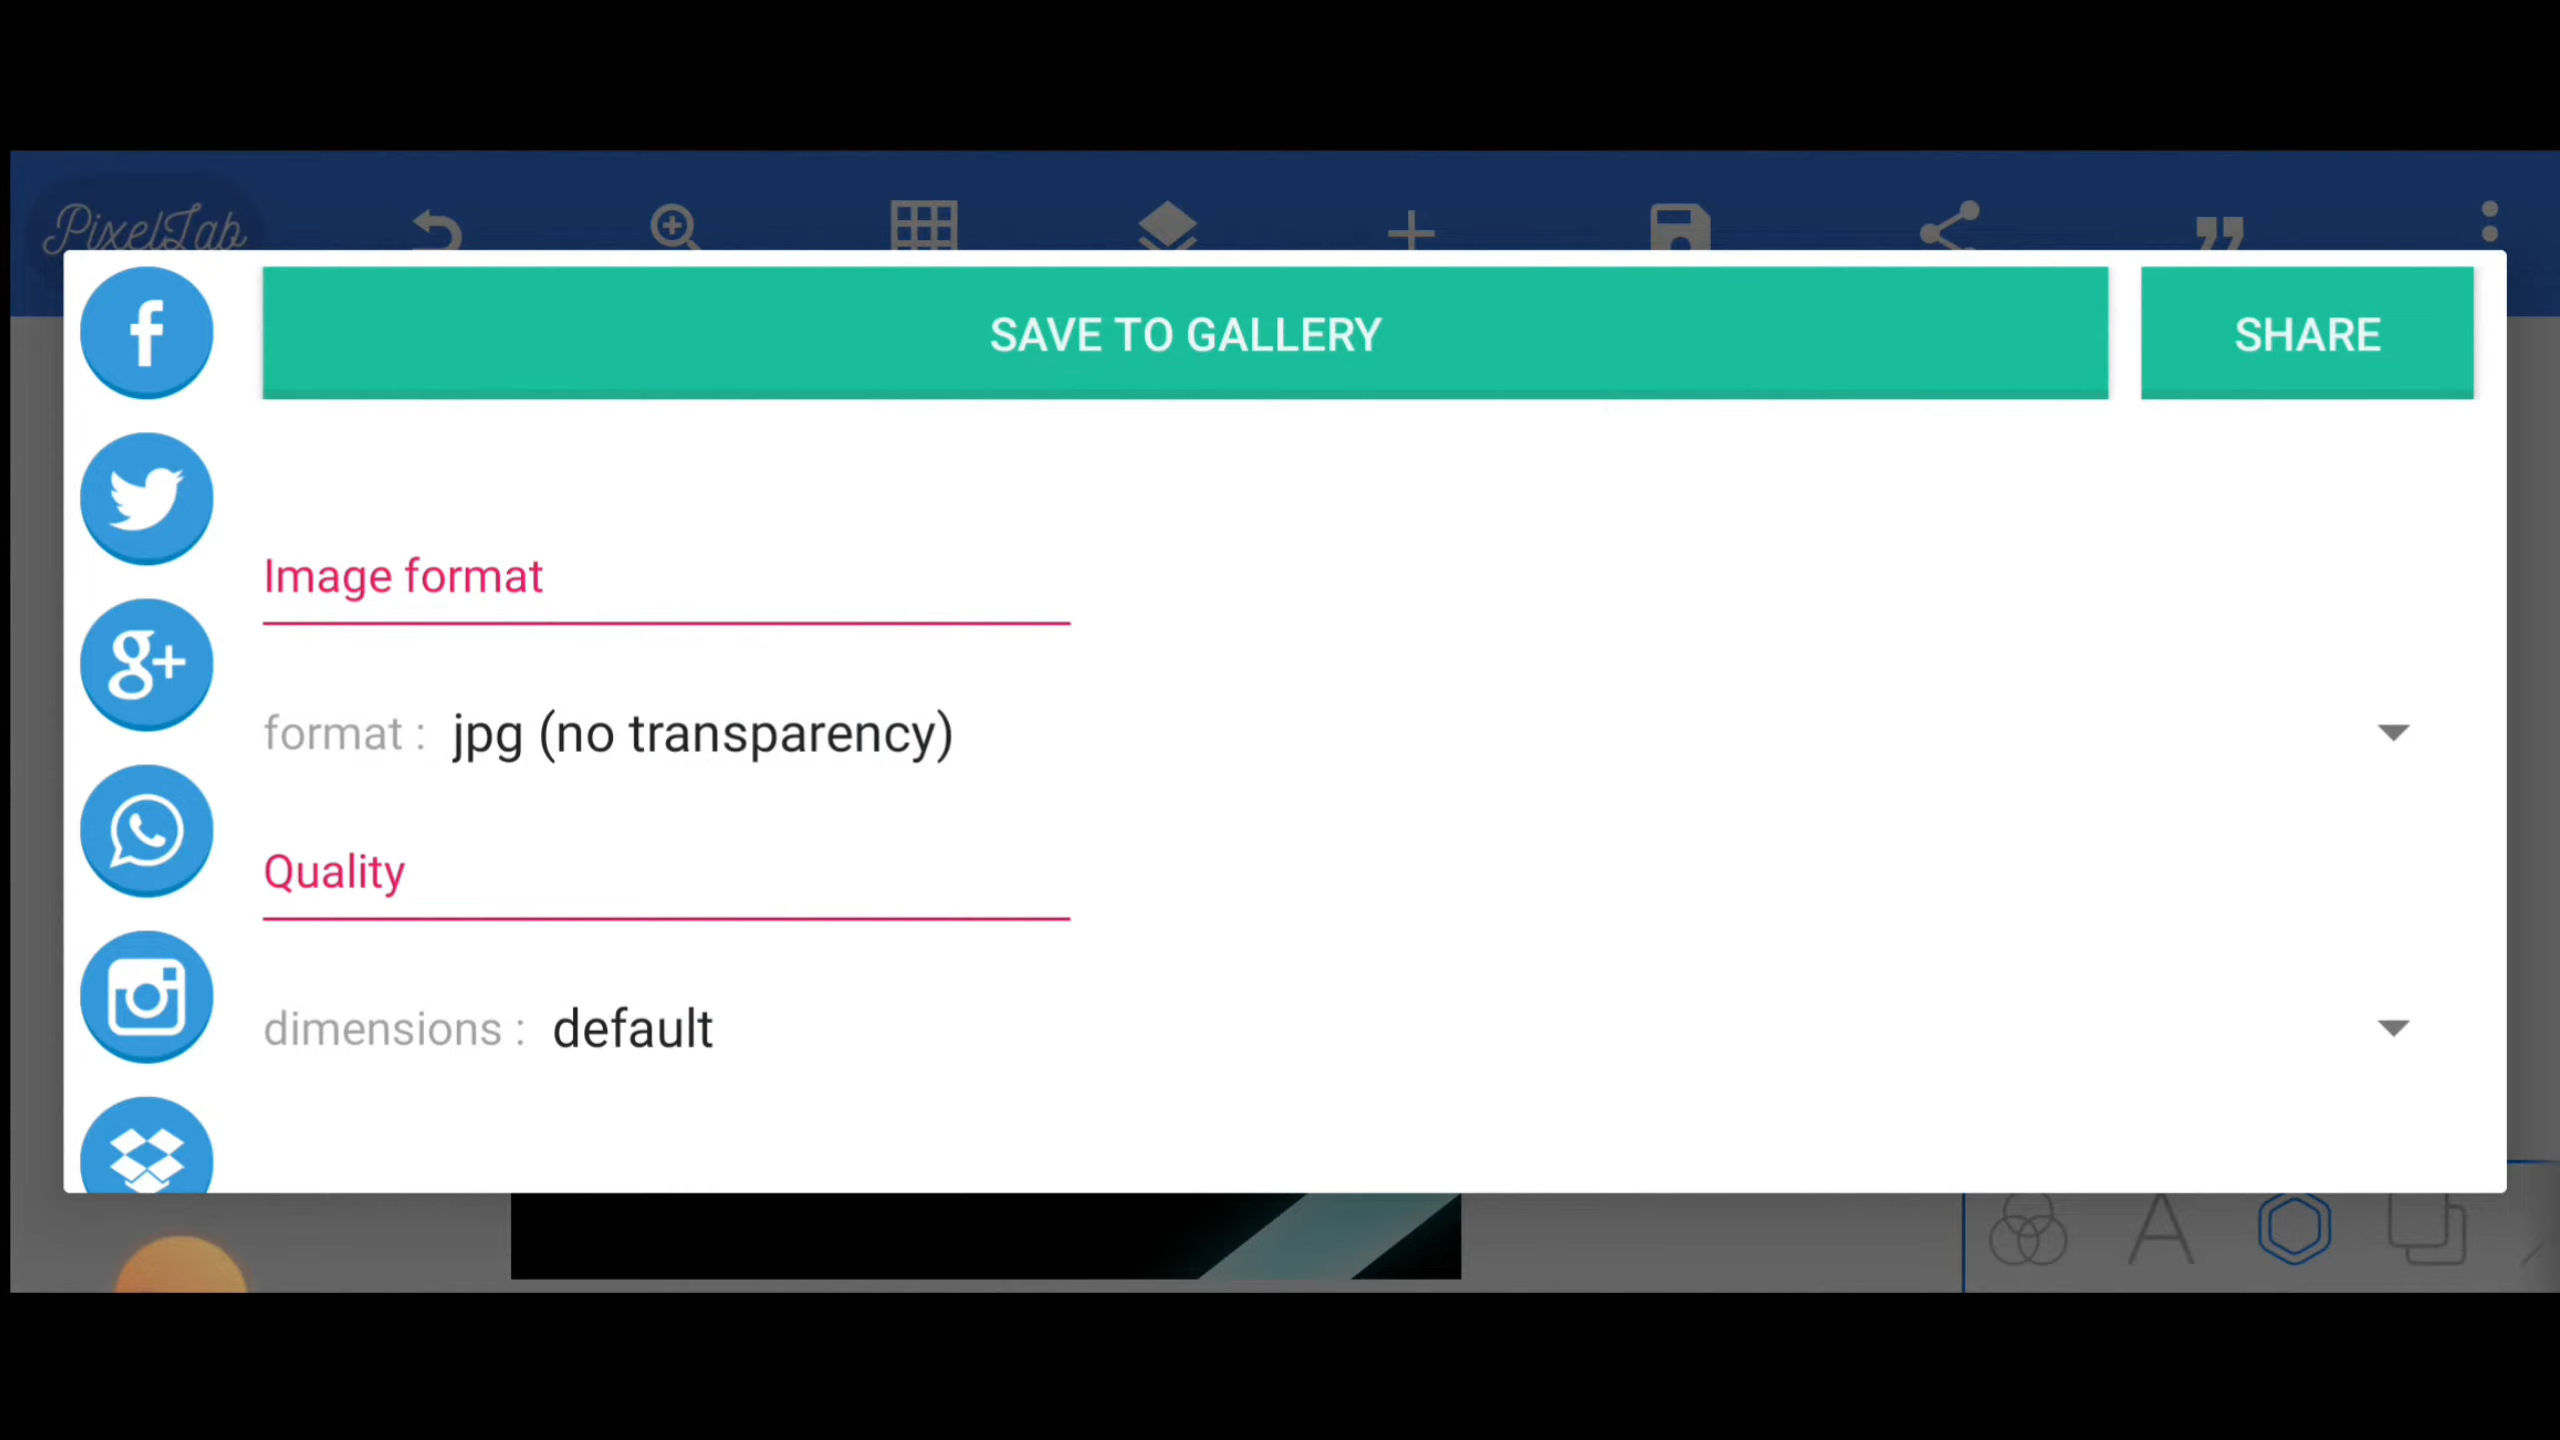 PixelLab
SAVE TO GALLERY
SHARE
Image format
format : jpg (no transparency)
Quality
dimensions : default